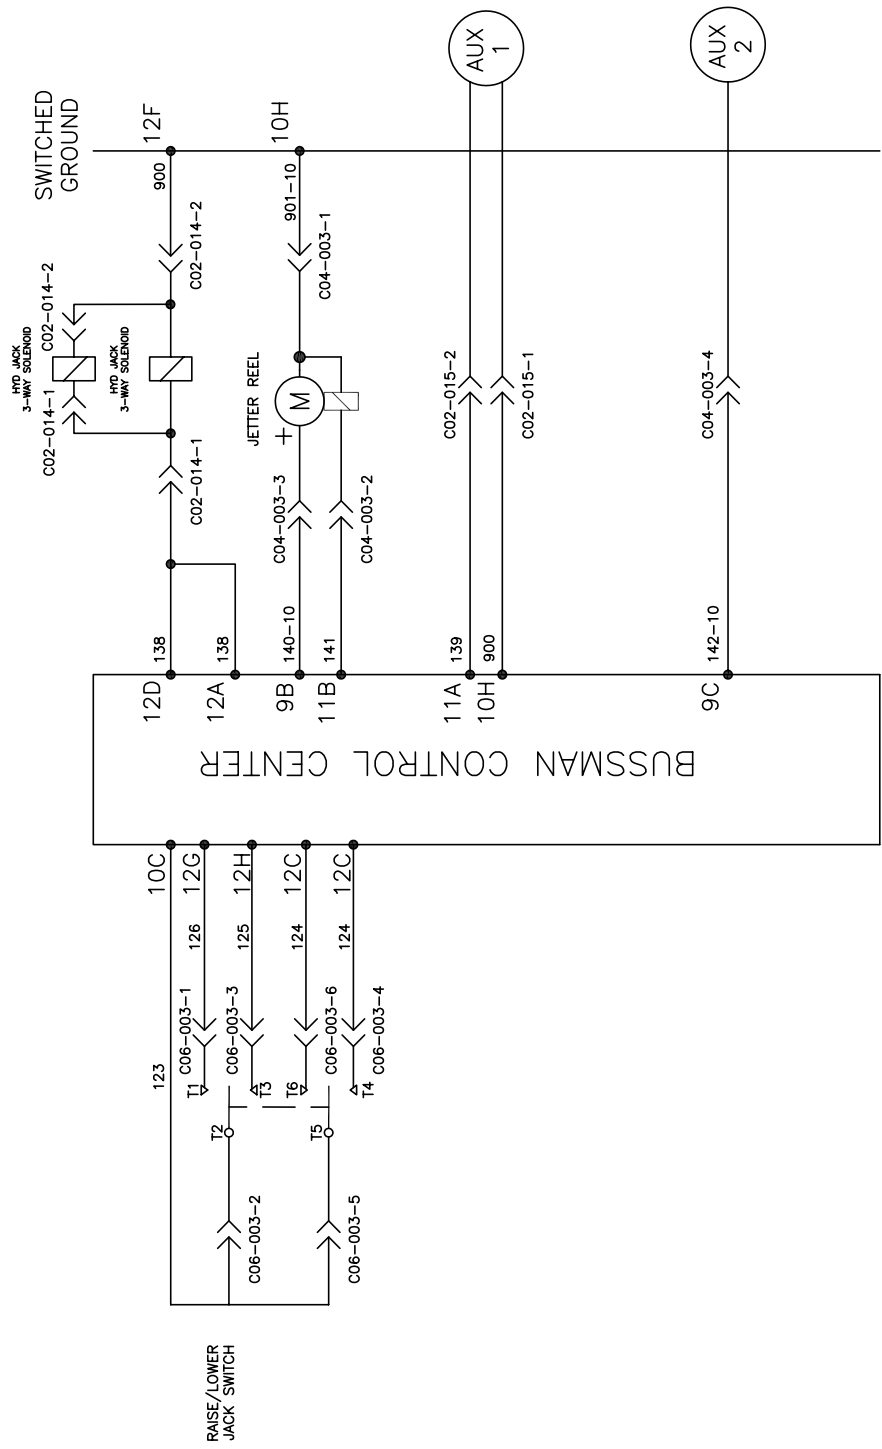 AUX
1
AUX
2
SWITCHED
GROUND
12F
10H
900
901-10
C02-014-2
C04-003-1
C02-014-2
HYD JACK
3-WAY SOLENOID
HYD JACK
3-WAY SOLENOID
C02-014-1
C02-014-1
JETTER REEL
M
+
C04-003-3
C04-003-2
C02-015-2
C02-015-1
C04-003-4
138
138
140-10
141
139
900
142-10
12D
12A
9B
11B
11A
10H
9C
BUSSMAN CONTROL CENTER
10C
12G
12H
12C
12C
123
126
125
124
124
C06-003-1
C06-003-3
C06-003-6
C06-003-4
T1
T3
T6
T4
T2
T5
C06-003-2
C06-003-5
RAISE/LOWER
JACK SWITCH